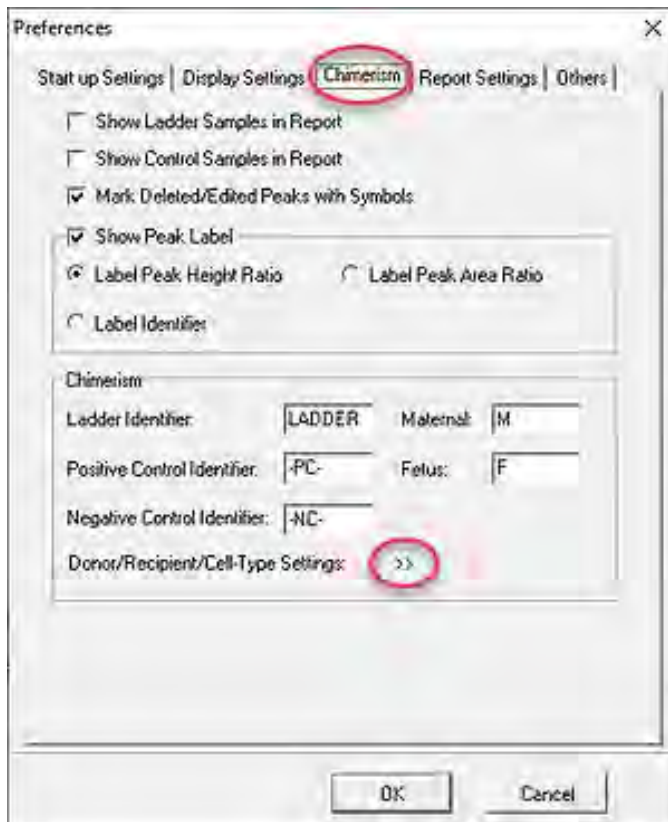 Preferences
Start up Settings | Display Settings | Chimerism | Report Settings | Others
Show Ladder Samples in Report
Show Control Samples in Report
Mark Deleted/Edited Peaks with Symbols
Show Peak Label
Label Peak Height Ratio Label Peak Area Ratio
Label Identifier
Chimerism
Ladder Identifier: LADDER Maternal: M
Positive Control Identifier: -PC- Fetus: F
Negative Control Identifier: -NC-
Donor/Recipient/Cell-Type Settings: >>
OK Cancel